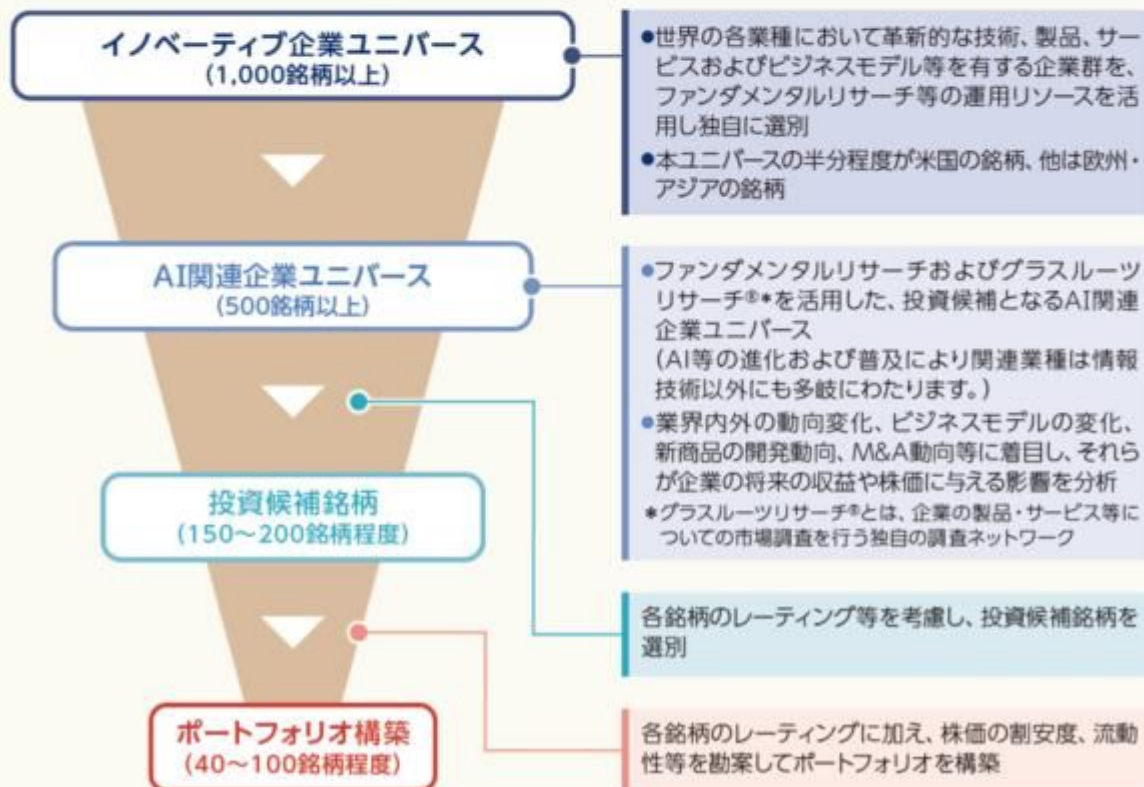 イノベーティブ企業ユニバース
(1,000銘柄以上)
●世界の各業種において革新的な技術、製品、サー
ビスおよびビジネスモデル等を有する企業群を、
ファンダメンタルリサーチ等の運用リソースを活
用し独自に選別
●本ユニバースの半分程度が米国の銘柄、他は欧州・
アジアの銘柄
AI関連企業ユニバース
(500銘柄以上)
●ファンダメンタルリサーチおよびグラスルーツ
リサーチ®*を活用した、投資候補となるAI関連
企業ユニバース
(AI等の進化および普及により関連業種は情報
技術以外にも多岐にわたります。)
●業界内外の動向変化、ビジネスモデルの変化、
新商品の開発動向、M&A動向等に着目し、それら
が企業の将来の収益や株価に与える影響を分析
*グラスルーツリサーチ®とは、企業の製品・サービス等に
ついての市場調査を行う独自の調査ネットワーク
投資候補銘柄
(150～200銘柄程度)
各銘柄のレーティング等を考慮し、投資候補銘柄を
選別
ポートフォリオ構築
(40～100銘柄程度)
各銘柄のレーティングに加え、株価の割安度、流動
性等を勘案してポートフォリオを構築